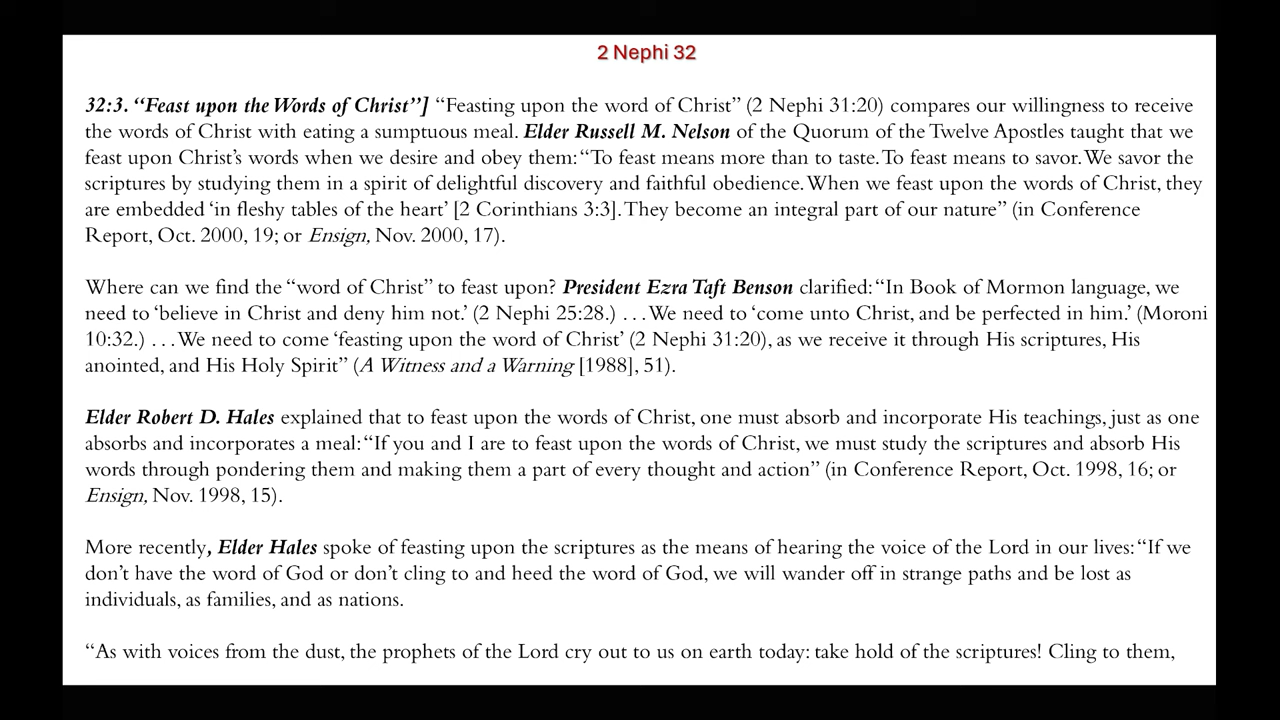 2 Nephi 32
32:3. “Feast upon the Words of Christ”] “Feasting upon the word of Christ” (2 Nephi 31:20) compares our willingness to receive
the words of Christ with eating a sumptuous meal. Elder Russell M. Nelson of the Quorum of the Twelve Apostles taught that we
feast upon Christ’s words when we desire and obey them: “To feast means more than to taste. To feast means to savor. We savor the
scriptures by studying them in a spirit of delightful discovery and faithful obedience. When we feast upon the words of Christ, they
are embedded ‘in fleshy tables of the heart’ [2 Corinthians 3:3]. They become an integral part of our nature” (in Conference
Report, Oct. 2000, 19; or Ensign, Nov. 2000, 17).
Where can we find the “word of Christ” to feast upon? President Ezra Taft Benson clarified: “In Book of Mormon language, we
need to ‘believe in Christ and deny him not.’ (2 Nephi 25:28.) . . . We need to ‘come unto Christ, and be perfected in him.’ (Moroni
10:32.) . . . We need to come ‘feasting upon the word of Christ’ (2 Nephi 31:20), as we receive it through His scriptures, His
anointed, and His Holy Spirit” (A Witness and a Warning [1988], 51).
Elder Robert D. Hales explained that to feast upon the words of Christ, one must absorb and incorporate His teachings, just as one
absorbs and incorporates a meal: “If you and I are to feast upon the words of Christ, we must study the scriptures and absorb His
words through pondering them and making them a part of every thought and action” (in Conference Report, Oct. 1998, 16; or
Ensign, Nov. 1998, 15).
More recently, Elder Hales spoke of feasting upon the scriptures as the means of hearing the voice of the Lord in our lives: “If we
don’t have the word of God or don’t cling to and heed the word of God, we will wander off in strange paths and be lost as
individuals, as families, and as nations.
“As with voices from the dust, the prophets of the Lord cry out to us on earth today: take hold of the scriptures! Cling to them,